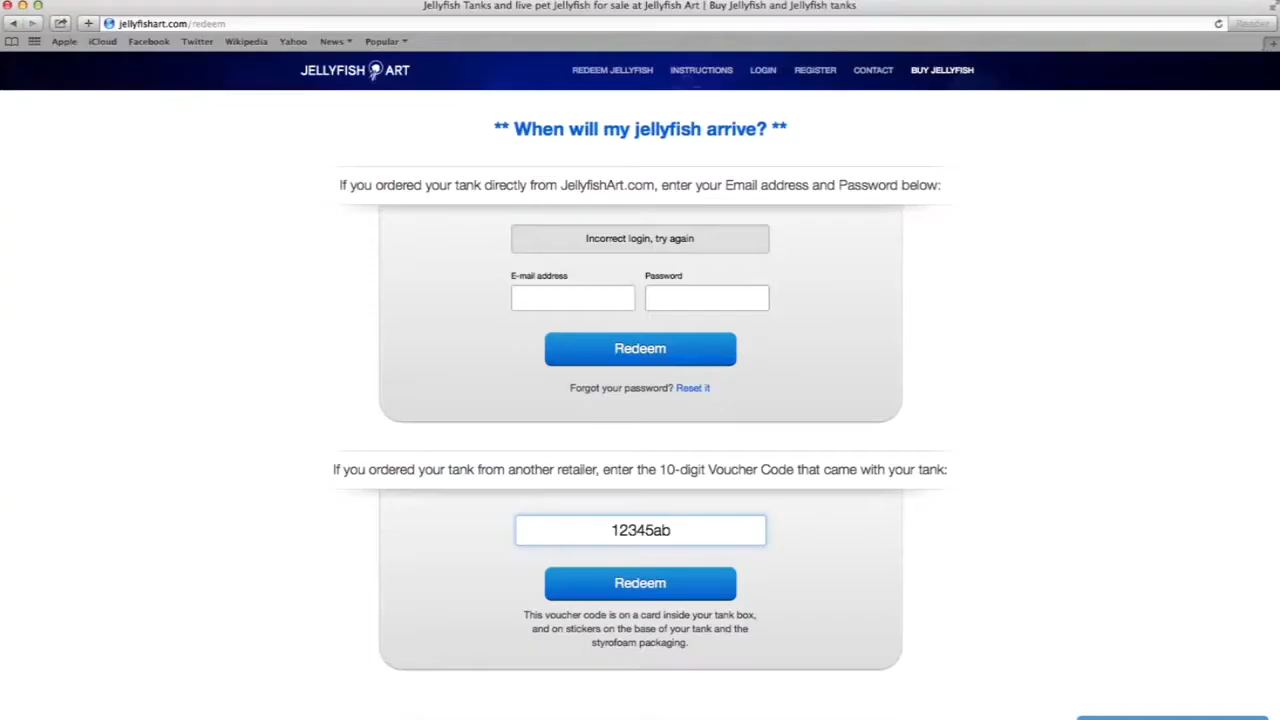 Jellyfish Tanks and live pet Jellyfish for sale at Jellyfish Art | Buy Jellyfish and Jellyfish tanks
jellyfishart.com/redeem
Reader
Apple iCloud Facebook Twitter Wikipedia Yahoo News Popular
JELLYFISH ART REDEEM JELLYFISH INSTRUCTIONS LOGIN REGISTER CONTACT BUY JELLYFISH
** When will my jellyfish arrive? **
If you ordered your tank directly from JellyfishArt.com, enter your Email address and Password below:
Incorrect login, try again
E-mail address Password
Redeem
Forgot your password? Reset it
If you ordered your tank from another retailer, enter the 10-digit Voucher Code that came with your tank:
12345ab
Redeem
This voucher code is on a card inside your tank box,
and on stickers on the base of your tank and the
styrofoam packaging.